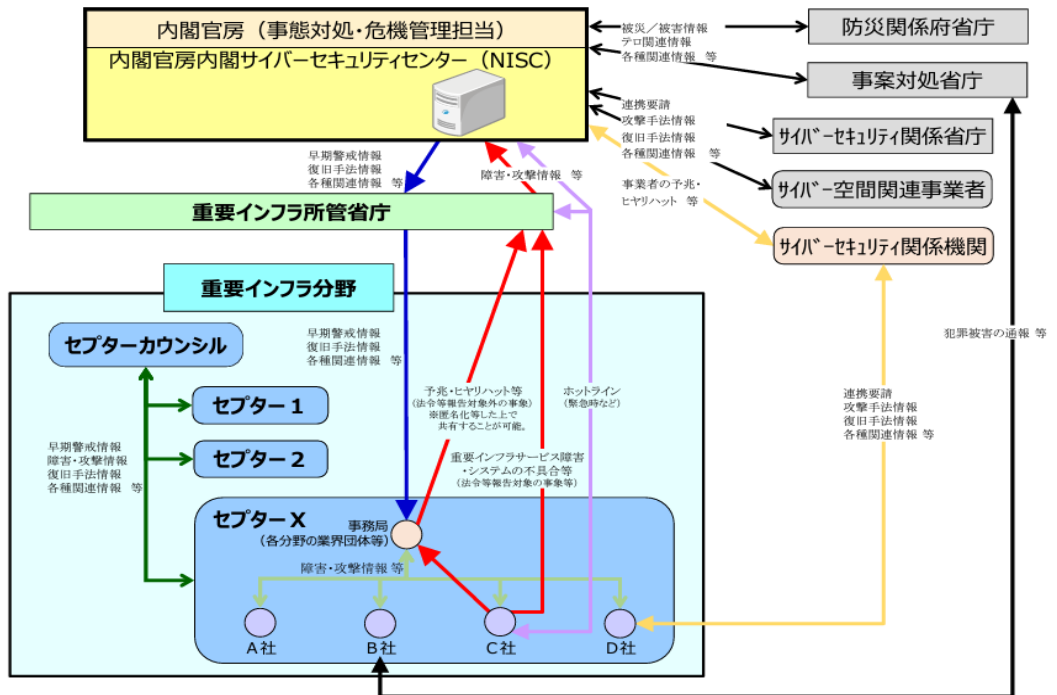 内閣官房（事態対処・危機管理担当）
内閣官房内閣サイバーセキュリティセンター（NISC）
被災／被害情報
テロ関連情報
各種関連情報　等
防災関係府省庁
事案対処省庁
連携要請
攻撃手法情報
復旧手法情報
各種関連情報　等
ｻｲﾊﾞｰｾｷｭﾘﾃｨ関係省庁
ｻｲﾊﾞｰ空間関連事業者
事業者の予兆・
ヒヤリハット　等
ｻｲﾊﾞｰｾｷｭﾘﾃｨ関係機関
早期警戒情報
復旧手法情報
各種関連情報　等
障害・攻撃情報　等
重要インフラ所管省庁
重要インフラ分野
セプターカウンシル
セプター１
セプター２
早期警戒情報
障害・攻撃情報
復旧手法情報
各種関連情報　等
早期警戒情報
復旧手法情報
各種関連情報　等
予兆・ヒヤリハット等
（法令等報告対象外の事象）
※匿名化等した上で
共有することが可能。
ホットライン
（緊急時など）
重要インフラサービス障害
・システムの不具合等
（法令等報告対象の事象等）
犯罪被害の通報 等
連携要請
攻撃手法情報
復旧手法情報
各種関連情報 等
セプターＸ
事務局
（各分野の業界団体等）
障害・攻撃情報 等
Ａ社
Ｂ社
Ｃ社
Ｄ社